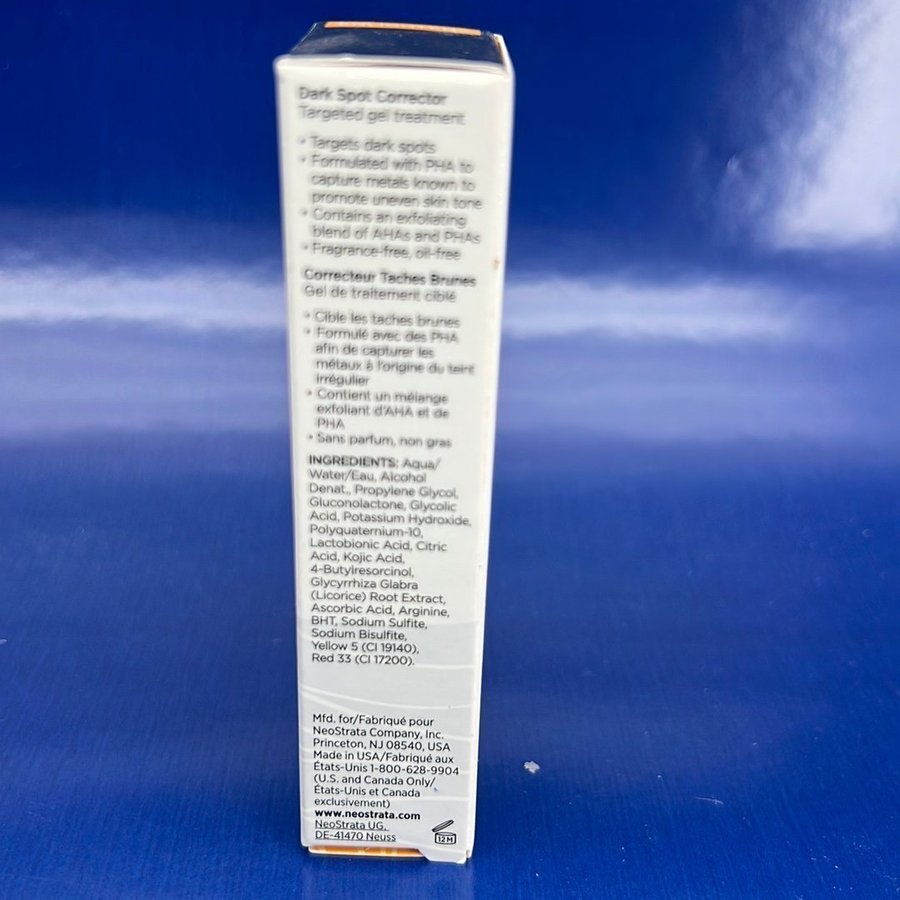 Dark Spot Corrector
Targeted gel treatment
• Targets dark spots
• Formulated with PHA to
capture metals known to
promote uneven skin tone
• Contains an exfoliating
blend of AHAs and PHAs
• Fragrance-free, oil-free
Correcteur Taches Brunes
Gel de traitement ciblé
• Cible les taches brunes
• Formulé avec des PHA
afin de capturer les
métaux à l'origine du teint
irrégulier
• Contient un mélange
exfoliant d'AHA et de
PHA
• Sans parfum, non gras
INGREDIENTS: Aqua/
Water/Eau, Alcohol
Denat., Propylene Glycol,
Gluconolactone, Glycolic
Acid, Potassium Hydroxide,
Polyquaternium-10,
Lactobionic Acid, Citric
Acid, Kojic Acid,
4-Butylresorcinol,
Glycyrrhiza Glabra
(Licorice) Root Extract,
Ascorbic Acid, Arginine,
BHT, Sodium Sulfite,
Sodium Bisulfite,
Yellow 5 (CI 19140),
Red 33 (CI 17200).
Mfd. for/Fabriqué pour
NeoStrata Company, Inc.
Princeton, NJ 08540, USA
Made in USA/Fabriqué aux
États-Unis 1-800-628-9904
(U.S. and Canada Only/
États-Unis et Canada
exclusivement)
www.neostrata.com
NeoStrata UG,
DE-41470 Neuss
12M